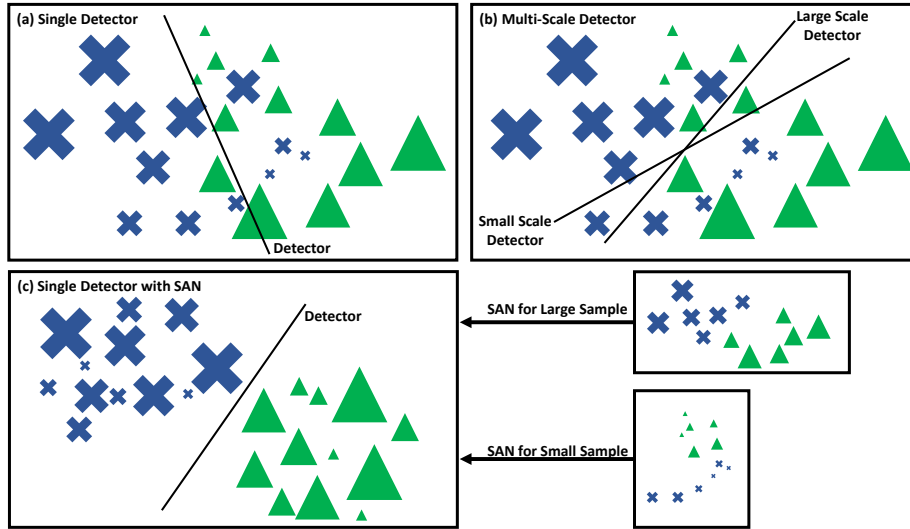 (a) Single Detector
Detector
(b) Multi-Scale Detector
Large Scale
Detector
Small Scale
Detector
(c) Single Detector with SAN
Detector
SAN for Large Sample
SAN for Small Sample